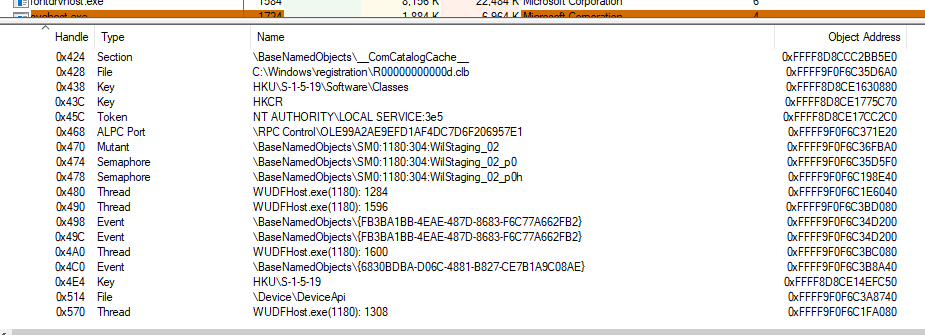 fontdrvhost.exe 1584 8,156 K 22,484 K Microsoft Corporation 6
svchost.exe 1724 1,884 K 6,964 K Microsoft Corporation 4
Handle Type Name Object Address
0x424 Section \BaseNamedObjects\__ComCatalogCache__ 0xFFFF8D8CCC2BB5E0
0x428 File C:\Windows\registration\R00000000000d.clb 0xFFFF9F0F6C35D6A0
0x438 Key HKU\S-1-5-19\Software\Classes 0xFFFF8D8CE1630880
0x43C Key HKCR 0xFFFF8D8CE1775C70
0x45C Token NT AUTHORITY\LOCAL SERVICE:3e5 0xFFFF8D8CE17CC2C0
0x468 ALPC Port \RPC Control\OLE99A2AE9EFD1AF4DC7D6F206957E1 0xFFFF9F0F6C371E20
0x470 Mutant \BaseNamedObjects\SM0:1180:304:WilStaging_02 0xFFFF9F0F6C36FBA0
0x474 Semaphore \BaseNamedObjects\SM0:1180:304:WilStaging_02_p0 0xFFFF9F0F6C35D5F0
0x478 Semaphore \BaseNamedObjects\SM0:1180:304:WilStaging_02_p0h 0xFFFF9F0F6C198E40
0x480 Thread WUDFHost.exe(1180): 1284 0xFFFF9F0F6C1E6040
0x490 Thread WUDFHost.exe(1180): 1596 0xFFFF9F0F6C3BD080
0x498 Event \BaseNamedObjects\{FB3BA1BB-4EAE-487D-8683-F6C77A662FB2} 0xFFFF9F0F6C34D200
0x49C Event \BaseNamedObjects\{FB3BA1BB-4EAE-487D-8683-F6C77A662FB2} 0xFFFF9F0F6C34D200
0x4A0 Thread WUDFHost.exe(1180): 1600 0xFFFF9F0F6C3BC080
0x4C0 Event \BaseNamedObjects\{6830BDBA-D06C-4881-B827-CE7B1A9C08AE} 0xFFFF9F0F6C3B8A40
0x4E4 Key HKU\S-1-5-19 0xFFFF8D8CE14EFC50
0x514 File \Device\DeviceApi 0xFFFF9F0F6C3A8740
0x570 Thread WUDFHost.exe(1180): 1308 0xFFFF9F0F6C1FA080